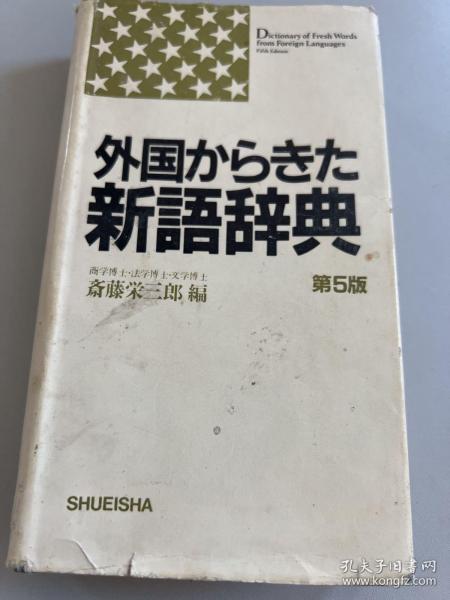 Dictionary of Fresh Words
from Foreign Languages
Fifth Edition
外国からきた
新語辞典
商学博士・法学博士・文学博士
斎藤栄三郎 編
第5版
SHUEISHA
孔夫子旧书网
www.kongfz.com